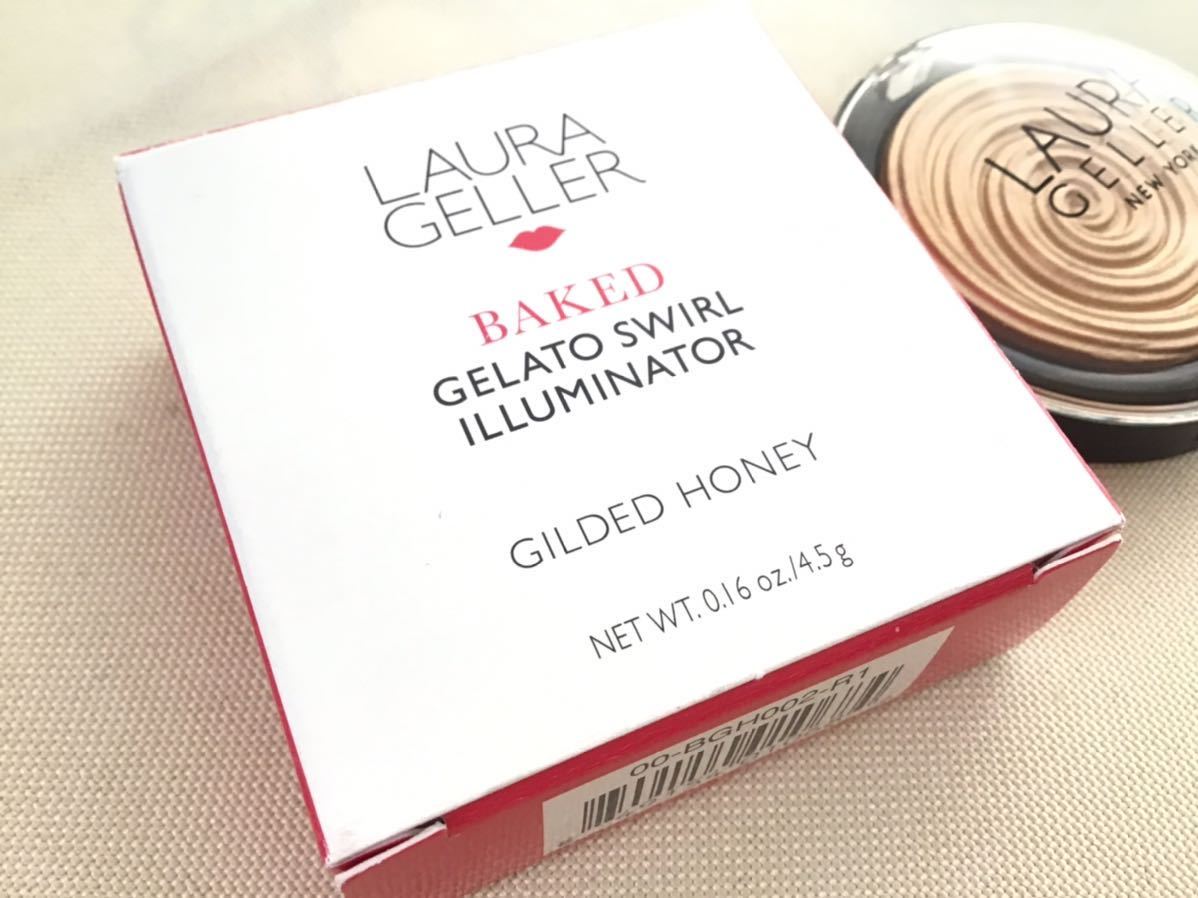 LAURA
GELLER
BAKED
GELATO SWIRL
ILLUMINATOR
GILDED HONEY
NET WT. 0.16 oz./4.5g
00-BGH002-R1
LAURA
GELLER
NEW YORK